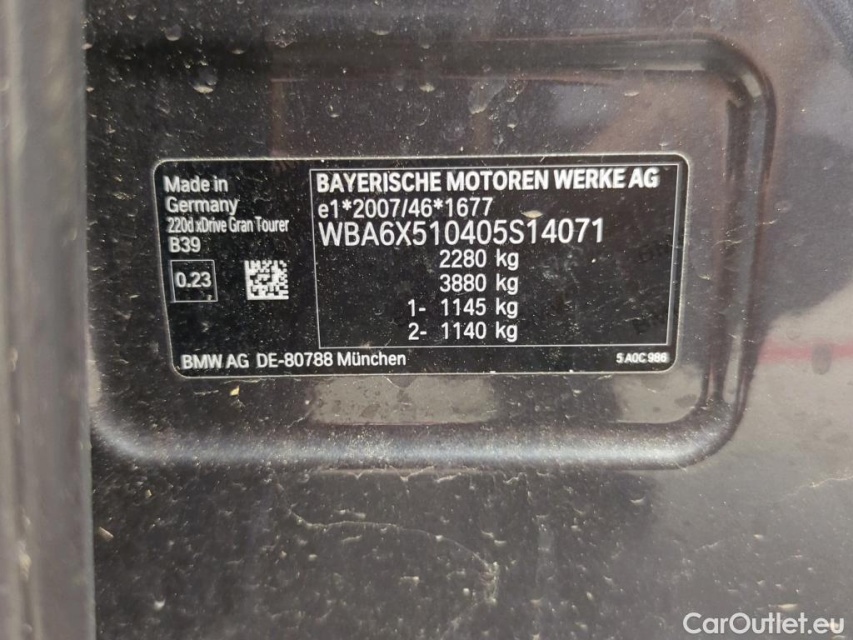 Made in
Germany
220d xDrive Gran Tourer
B39
0.23
BAYERISCHE MOTOREN WERKE AG
e1*2007/46*1677
WBA6X510405S14071
2280 kg
3880 kg
1- 1145 kg
2- 1140 kg
BMW AG DE-80788 München
5 A0C 986
CarOutlet.eu